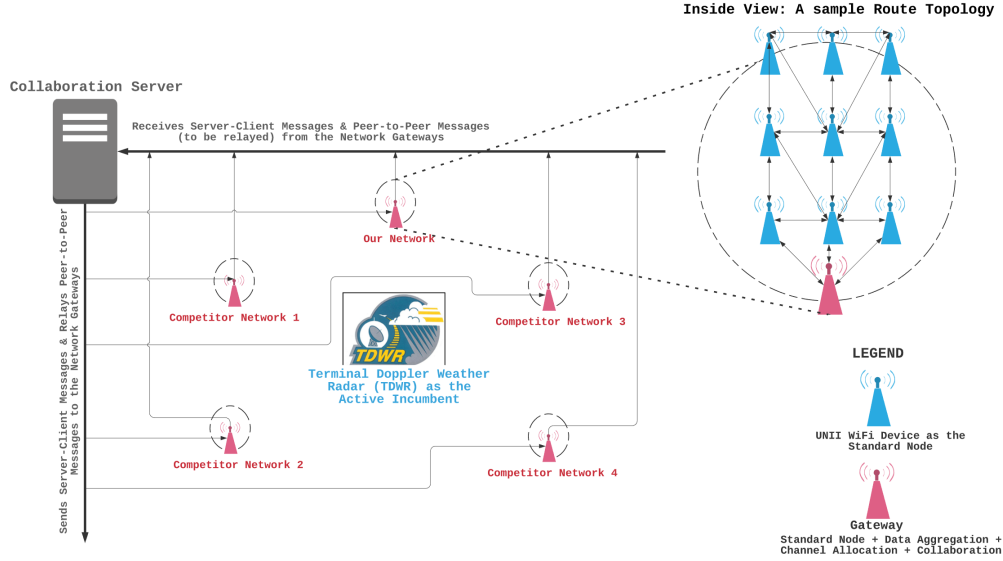 Inside View: A sample Route Topology
Collaboration Server
Receives Server-Client Messages & Peer-to-Peer Messages
(to be relayed) from the Network Gateways
Our Network
Competitor Network 1
Competitor Network 3
TDWR
Terminal Doppler Weather
Radar (TDWR) as the
Active Incumbent
Competitor Network 2
Competitor Network 4
Sends Server-Client Messages & Relays Peer-to-Peer
Messages to the Network Gateways
LEGEND
UNII WiFi Device as the
Standard Node
Gateway
Standard Node + Data Aggregation +
Channel Allocation + Collaboration